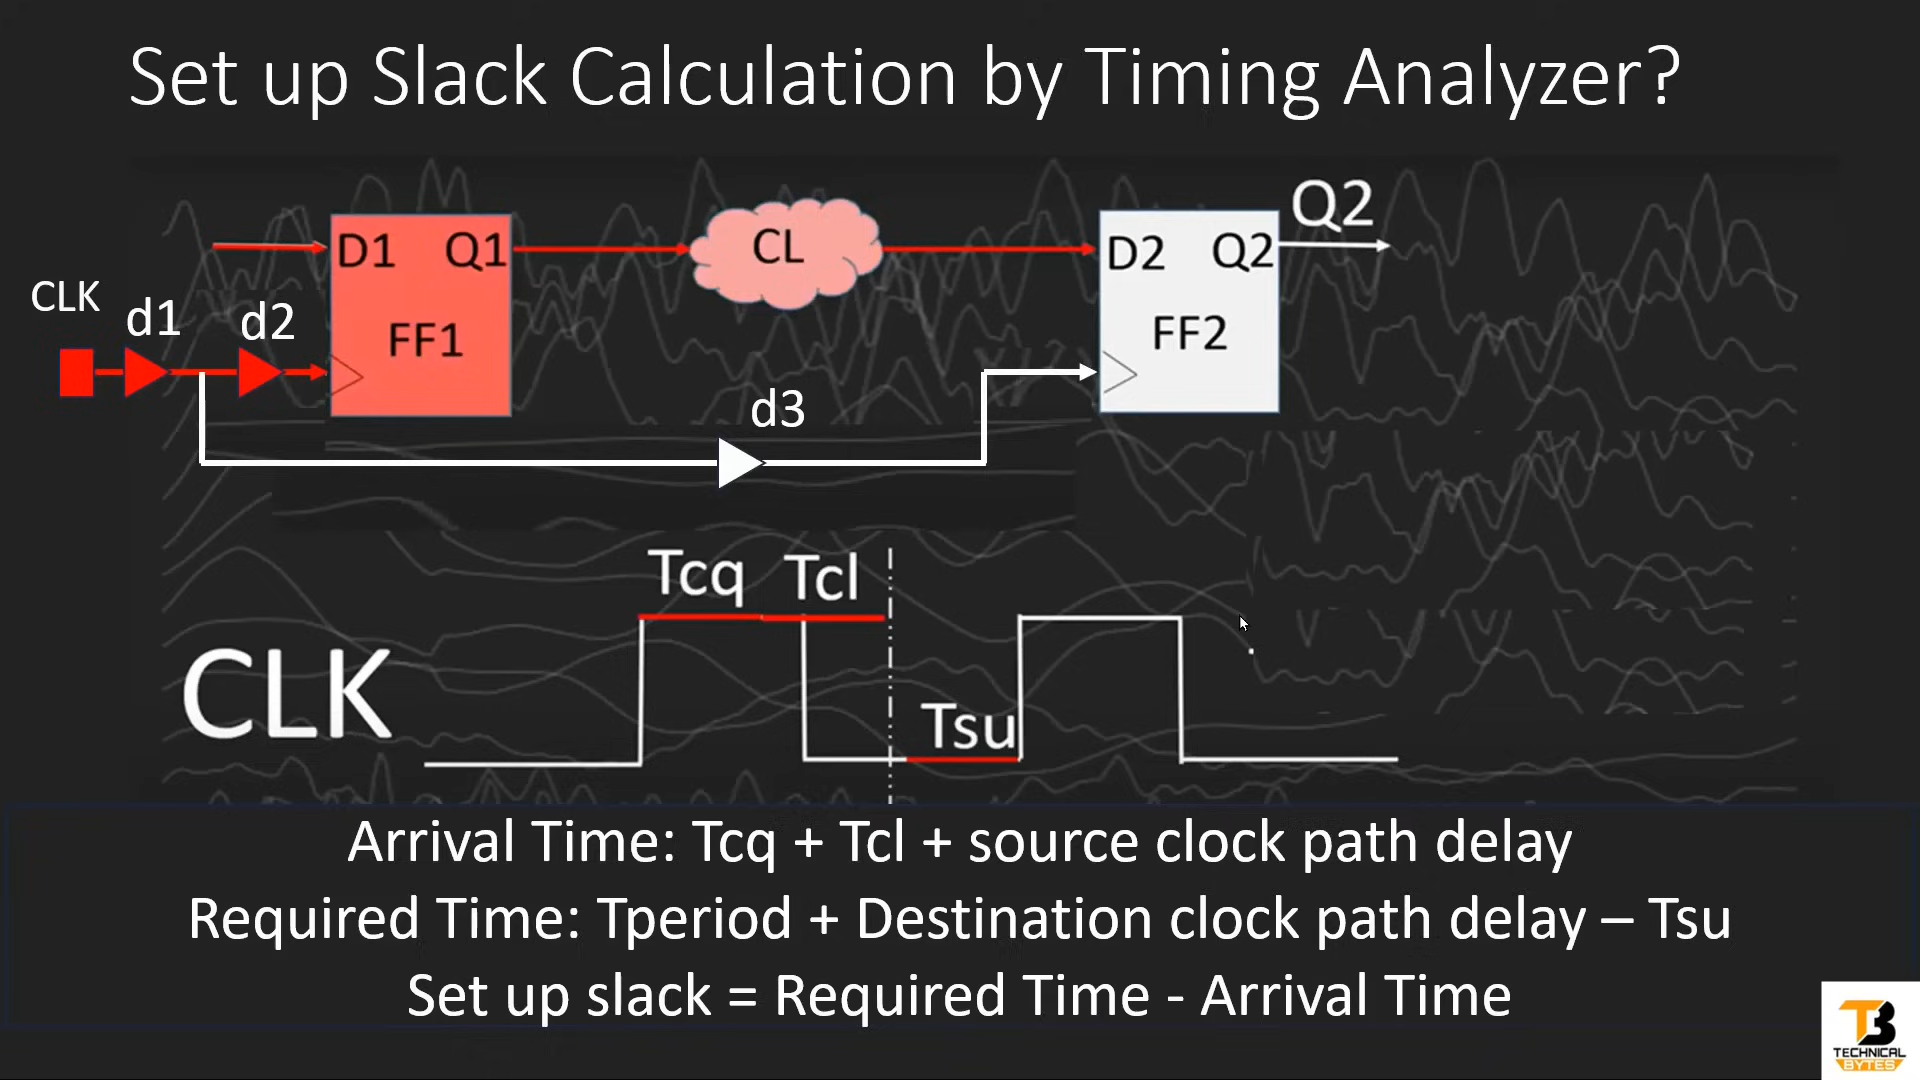 Set up Slack Calculation by Timing Analyzer?
Q2
D1 Q1
CL
D2 Q2
CLK
d1
d2
FF1
FF2
d3
Tcq Tcl
CLK
Tsu
Arrival Time: Tcq + Tcl + source clock path delay
Required Time: Tperiod + Destination clock path delay – Tsu
Set up slack = Required Time - Arrival Time
TB
TECHNICAL
BYTES